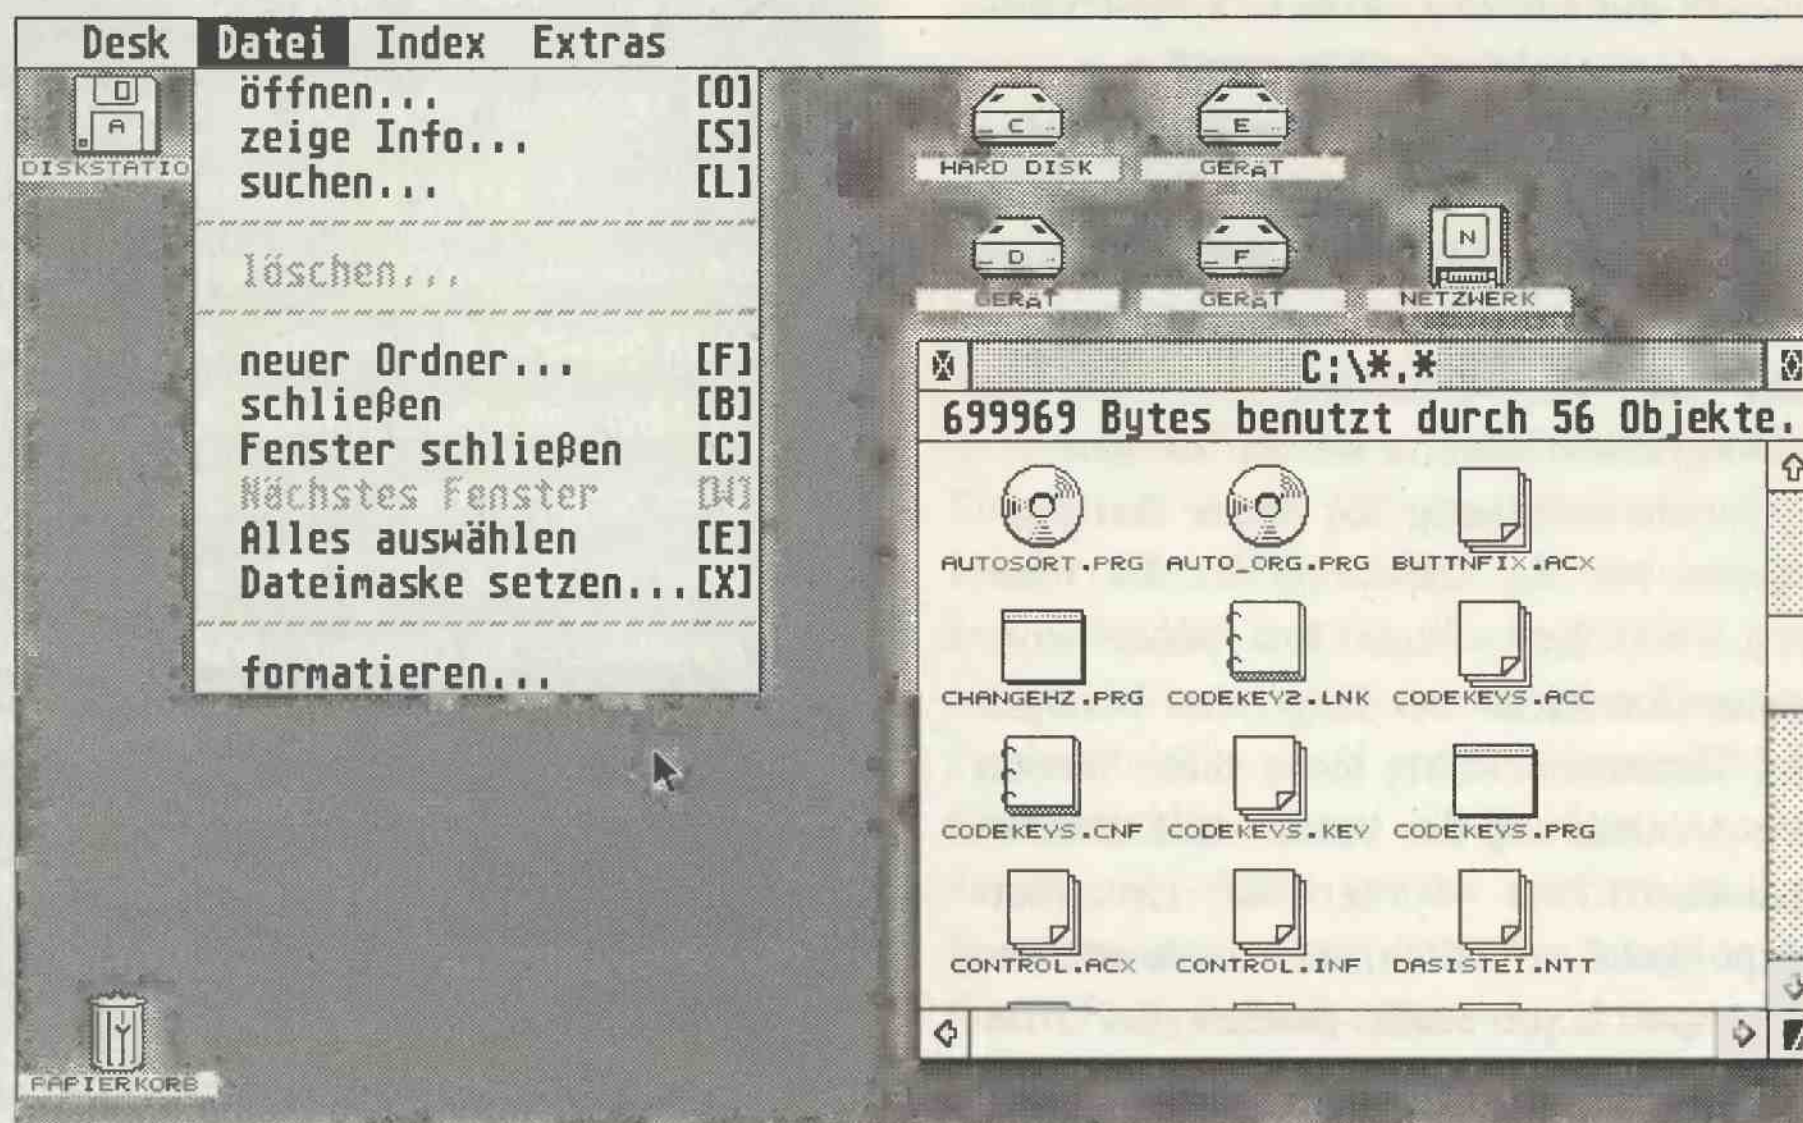 Desk Datei Index Extras
öffnen... [O]
zeige Info... [S]
suchen... [L]
löschen...
neuer Ordner... [F]
schließen [B]
Fenster schließen [C]
Nächstes Fenster [W]
Alles auswählen [E]
Dateimaske setzen... [X]
formatieren...
A
DISKSTATIO
PAPIERKORB
C E
HARD DISK GERÄT
D F N
GERÄT GERÄT NETZWERK
C:\*.*
699969 Bytes benutzt durch 56 Objekte.
AUTOSORT.PRG AUTO_ORG.PRG BUTTNFIX.ACX
CHANGEHZ.PRG CODEKEY2.LNK CODEKEYS.ACC
CODEKEYS.CNF CODEKEYS.KEY CODEKEYS.PRG
CONTROL.ACX CONTROL.INF DASISTEI.NTT